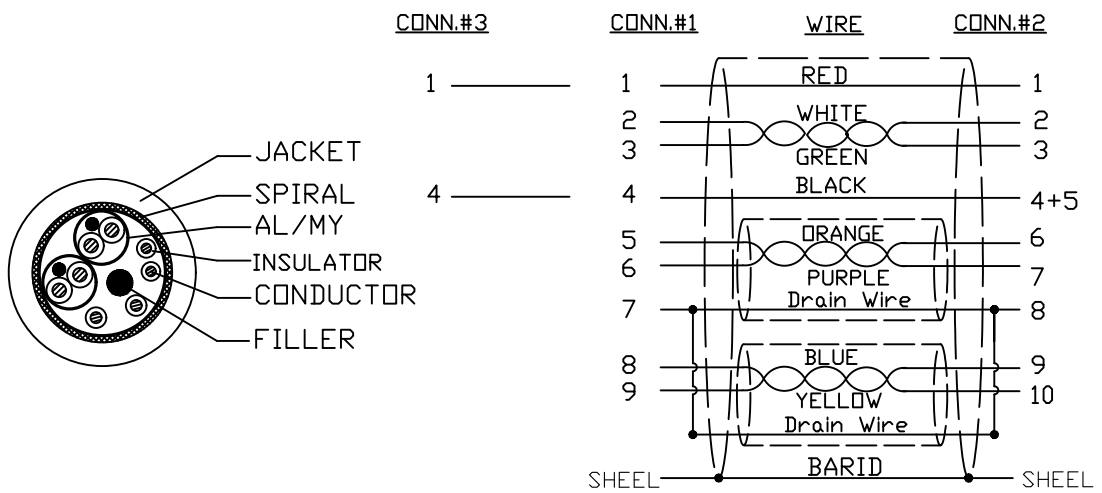 CONN.#3 CONN.#1 WIRE CONN.#2
1 1 RED 1
2 WHITE 2
3 GREEN 3
4 4 BLACK 4+5
5 ORANGE 6
6 PURPLE 7
7 Drain Wire 8
8 BLUE 9
9 YELLOW 10
Drain Wire
SHEEL BARID SHEEL
JACKET
SPIRAL
AL/MY
INSULATOR
CONDUCTOR
FILLER